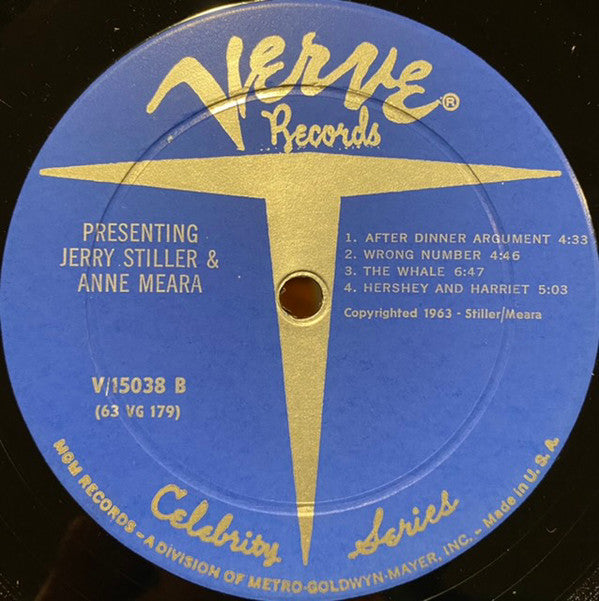 Verve®
Records
PRESENTING
JERRY STILLER &
ANNE MEARA
1. AFTER DINNER ARGUMENT 4:33
2. WRONG NUMBER 4:46
3. THE WHALE 6:47
4. HERSHEY AND HARRIET 5:03
Copyrighted 1963 - Stiller/Meara
V/15038 B
(63 VG 179)
Celebrity Series
MGM RECORDS – A DIVISION OF METRO-GOLDWYN-MAYER, INC. – Made in U. S. A.